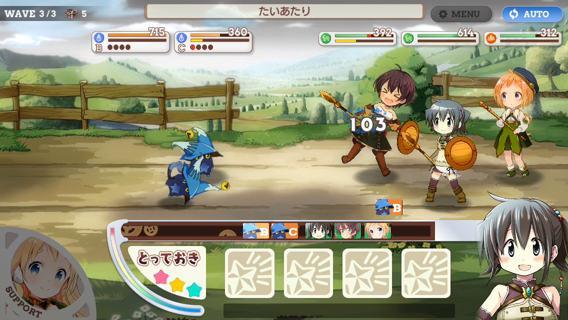 WAVE 3/3 5
たいあたり
MENU
AUTO
B 715
C 360
392
614
312
103
B
B C
とっておき
SUPPORT